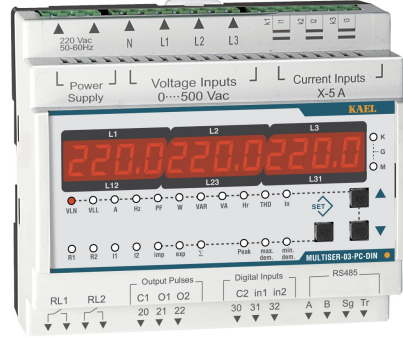 220 Vac
50-60Hz
N L1 L2 L3
k1 l1 k2 l2 k3 l3
Power Supply
Voltage Inputs
0····500 Vac
Current Inputs
X-5 A
KAEL
L1 L2 L3
220.0 220.0 220.0
L12 L23 L31
K
G
M
VLN VLL A Hz PF W VAR VA Hr THD In
SET
R1 R2 I1 I2 imp exp Σ Peak max. dem. min. dem.
MULTISER-03-PC-DIN
RL1 RL2
Output Pulses
C1 O1 O2
20 21 22
Digital Inputs
C2 in1 in2
30 31 32
RS485
A B Sg Tr